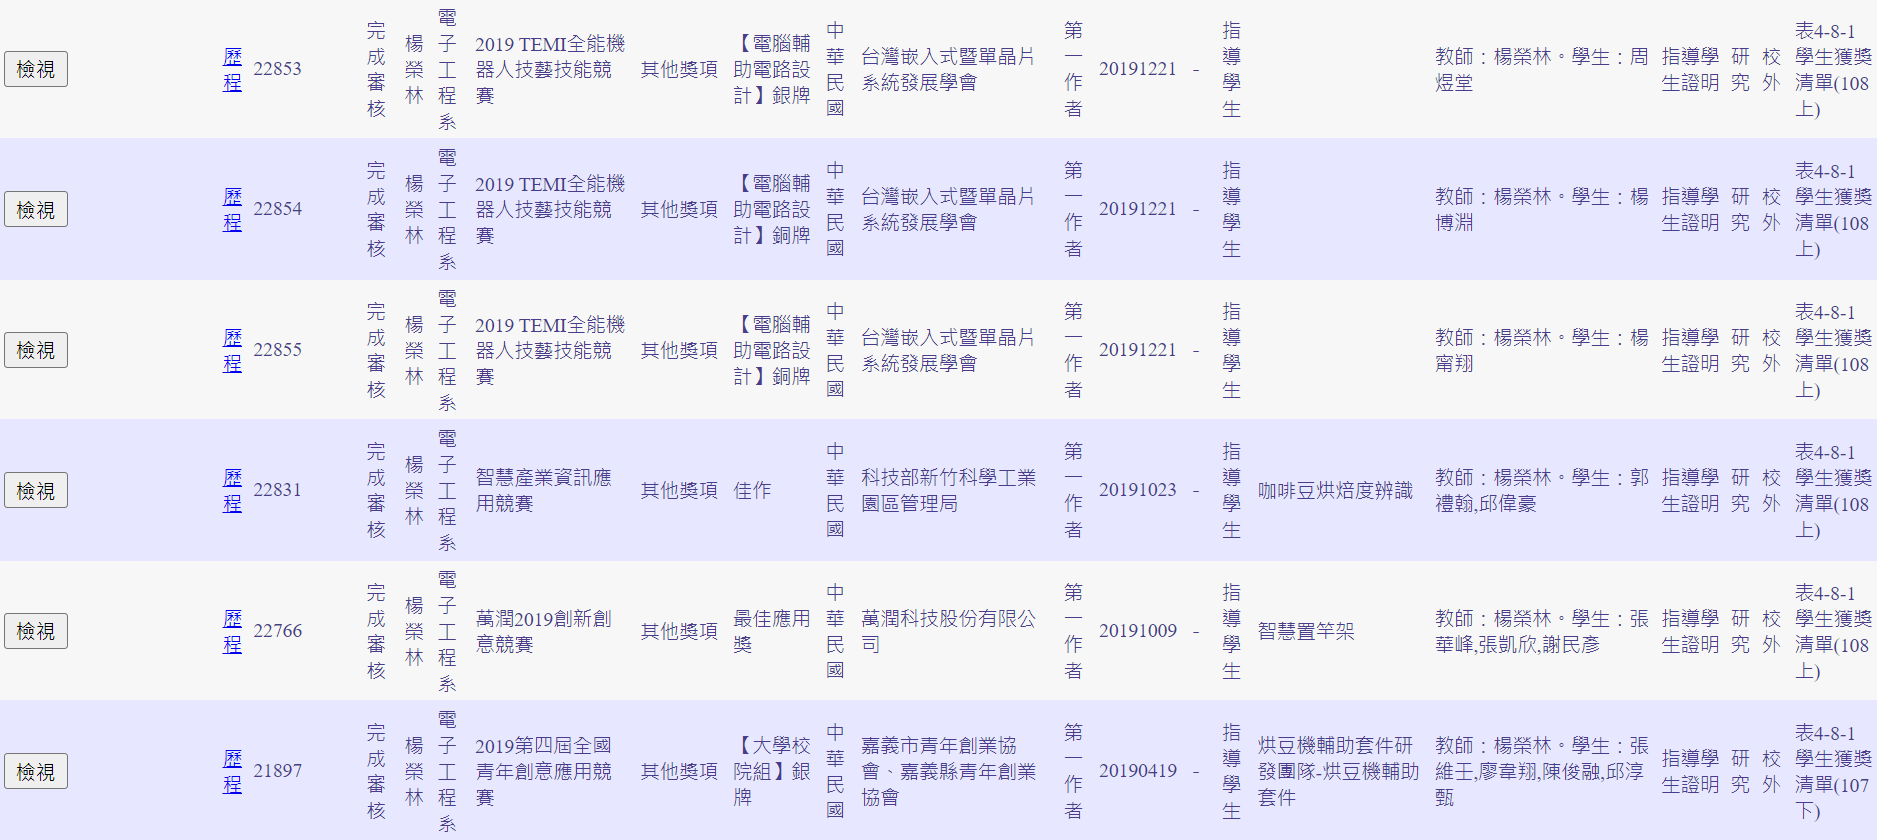 檢視 歷程 22853 完成審核 楊榮林 電子工程系 2019 TEMI全能機器人技藝技能競賽 其他獎項 【電腦輔助電路設計】銀牌 中華民國 台灣嵌入式暨單晶片系統發展學會 第一作者 20191221 - 指導學生 教師：楊榮林。學生：周煜堂 指導學生證明 研究 校外 表4-8-1學生獲獎清單(108上)
檢視 歷程 22854 完成審核 楊榮林 電子工程系 2019 TEMI全能機器人技藝技能競賽 其他獎項 【電腦輔助電路設計】銅牌 中華民國 台灣嵌入式暨單晶片系統發展學會 第一作者 20191221 - 指導學生 教師：楊榮林。學生：楊博淵 指導學生證明 研究 校外 表4-8-1學生獲獎清單(108上)
檢視 歷程 22855 完成審核 楊榮林 電子工程系 2019 TEMI全能機器人技藝技能競賽 其他獎項 【電腦輔助電路設計】銅牌 中華民國 台灣嵌入式暨單晶片系統發展學會 第一作者 20191221 - 指導學生 教師：楊榮林。學生：楊甯翔 指導學生證明 研究 校外 表4-8-1學生獲獎清單(108上)
檢視 歷程 22831 完成審核 楊榮林 電子工程系 智慧產業資訊應用競賽 其他獎項 佳作 中華民國 科技部新竹科學工業園區管理局 第一作者 20191023 - 指導學生 咖啡豆烘焙度辨識 教師：楊榮林。學生：郭禮翰,邱偉豪 指導學生證明 研究 校外 表4-8-1學生獲獎清單(108上)
檢視 歷程 22766 完成審核 楊榮林 電子工程系 萬潤2019創新創意競賽 其他獎項 最佳應用獎 中華民國 萬潤科技股份有限公司 第一作者 20191009 - 指導學生 智慧置竿架 教師：楊榮林。學生：張華峰,張凱欣,謝民彥 指導學生證明 研究 校外 表4-8-1學生獲獎清單(108上)
檢視 歷程 21897 完成審核 楊榮林 電子工程系 2019第四屆全國青年創意應用競賽 其他獎項 【大學校院組】銀牌 中華民國 嘉義市青年創業協會、嘉義縣青年創業協會 第一作者 20190419 - 指導學生 烘豆機輔助套件研發團隊-烘豆機輔助套件 教師：楊榮林。學生：張維壬,廖韋翔,陳俊融,邱淳甄 指導學生證明 研究 校外 表4-8-1學生獲獎清單(107下)